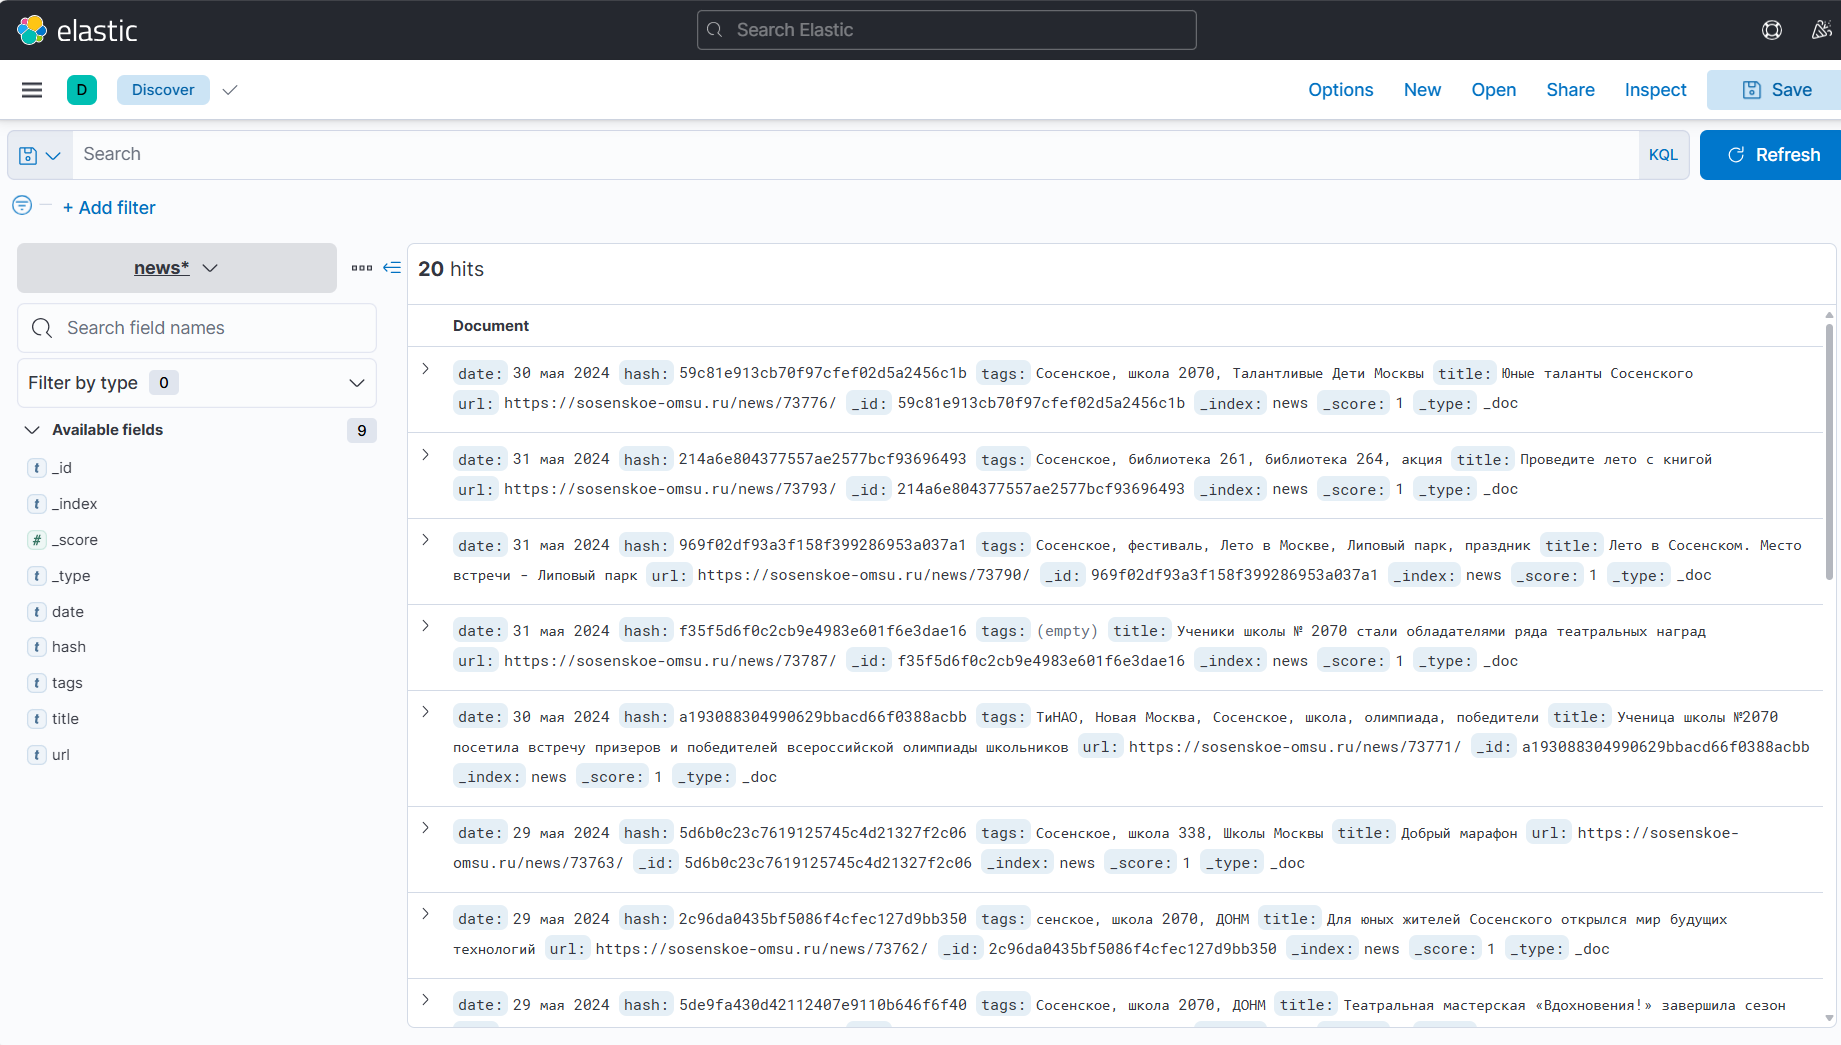 elastic
Search Elastic
D
Discover
Options
New
Open
Share
Inspect
Save
Search
KQL
Refresh
+ Add filter
news*
20 hits
Search field names
Filter by type 0
Available fields 9
t _id
t _index
# _score
t _type
t date
t hash
t tags
t title
t url
Document
date: 30 мая 2024 hash: 59c81e913cb70f97cfef02d5a2456c1b tags: Сосенское, школа 2070, Талантливые Дети Москвы title: Юные таланты Сосенского
url: https://sosenskoe-omsu.ru/news/73776/ _id: 59c81e913cb70f97cfef02d5a2456c1b _index: news _score: 1 _type: _doc
date: 31 мая 2024 hash: 214a6e804377557ae2577bcf93696493 tags: Сосенское, библиотека 261, библиотека 264, акция title: Проведите лето с книгой
url: https://sosenskoe-omsu.ru/news/73793/ _id: 214a6e804377557ae2577bcf93696493 _index: news _score: 1 _type: _doc
date: 31 мая 2024 hash: 969f02df93a3f158f399286953a037a1 tags: Сосенское, фестиваль, Лето в Москве, Липовый парк, праздник title: Лето в Сосенском. Место
встречи - Липовый парк url: https://sosenskoe-omsu.ru/news/73790/ _id: 969f02df93a3f158f399286953a037a1 _index: news _score: 1 _type: _doc
date: 31 мая 2024 hash: f35f5d6f0c2cb9e4983e601f6e3dae16 tags: (empty) title: Ученики школы № 2070 стали обладателями ряда театральных наград
url: https://sosenskoe-omsu.ru/news/73787/ _id: f35f5d6f0c2cb9e4983e601f6e3dae16 _index: news _score: 1 _type: _doc
date: 30 мая 2024 hash: a193088304990629bbacd66f0388acbb tags: ТиНАО, Новая Москва, Сосенское, школа, олимпиада, победители title: Ученица школы №2070
посетила встречу призеров и победителей всероссийской олимпиады школьников url: https://sosenskoe-omsu.ru/news/73771/ _id: a193088304990629bbacd66f0388acbb
_index: news _score: 1 _type: _doc
date: 29 мая 2024 hash: 5d6b0c23c7619125745c4d21327f2c06 tags: Сосенское, школа 338, Школы Москвы title: Добрый марафон url: https://sosenskoe-
omsu.ru/news/73763/ _id: 5d6b0c23c7619125745c4d21327f2c06 _index: news _score: 1 _type: _doc
date: 29 мая 2024 hash: 2c96da0435bf5086f4cfec127d9bb350 tags: сенское, школа 2070, ДОНМ title: Для юных жителей Сосенского открылся мир будущих
технологий url: https://sosenskoe-omsu.ru/news/73762/ _id: 2c96da0435bf5086f4cfec127d9bb350 _index: news _score: 1 _type: _doc
date: 29 мая 2024 hash: 5de9fa430d42112407e9110b646f6f40 tags: Сосенское, школа 2070, ДОНМ title: Театральная мастерская «Вдохновения!» завершила сезон